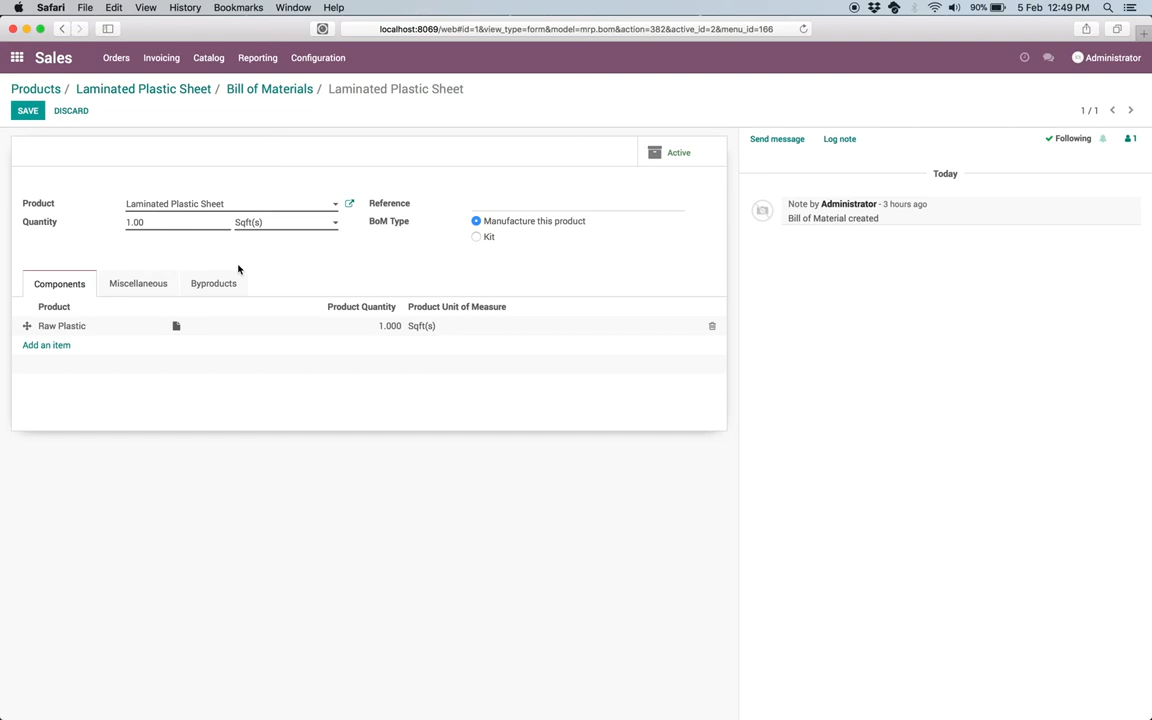 Safari File Edit View History Bookmarks Window Help 90% 5 Feb 12:49 PM
localhost:8069/web#id=1&view_type=form&model=mrp.bom&action=382&active_id=2&menu_id=166
Sales Orders Invoicing Catalog Reporting Configuration Administrator
Products / Laminated Plastic Sheet / Bill of Materials / Laminated Plastic Sheet
SAVE DISCARD 1 / 1
Active
Send message Log note Following 1
Today
Product Laminated Plastic Sheet Reference
Quantity 1.00 Sqft(s) BoM Type Manufacture this product
Kit
Note by Administrator - 3 hours ago
Bill of Material created
Components Miscellaneous Byproducts
Product Product Quantity Product Unit of Measure
Raw Plastic 1.000 Sqft(s)
Add an item